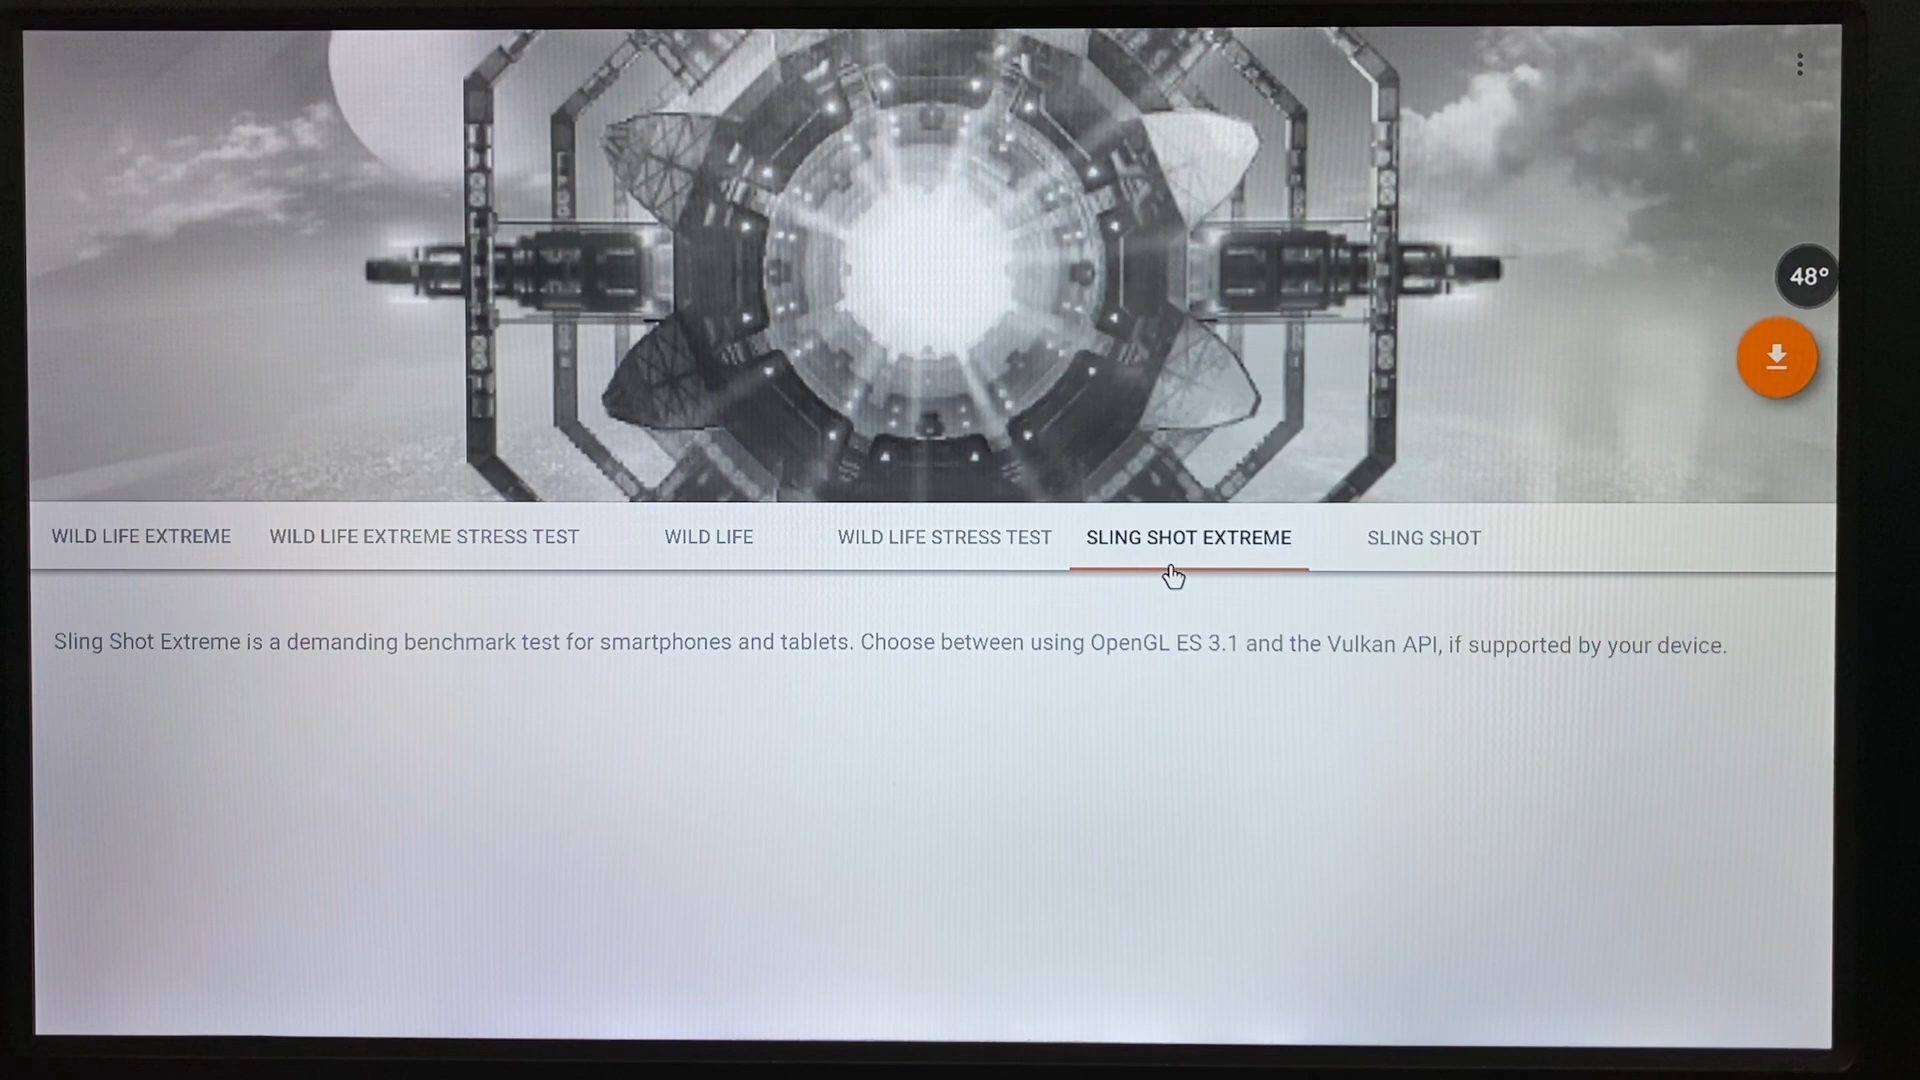 48°
WILD LIFE EXTREME WILD LIFE EXTREME STRESS TEST WILD LIFE WILD LIFE STRESS TEST SLING SHOT EXTREME SLING SHOT
Sling Shot Extreme is a demanding benchmark test for smartphones and tablets. Choose between using OpenGL ES 3.1 and the Vulkan API, if supported by your device.